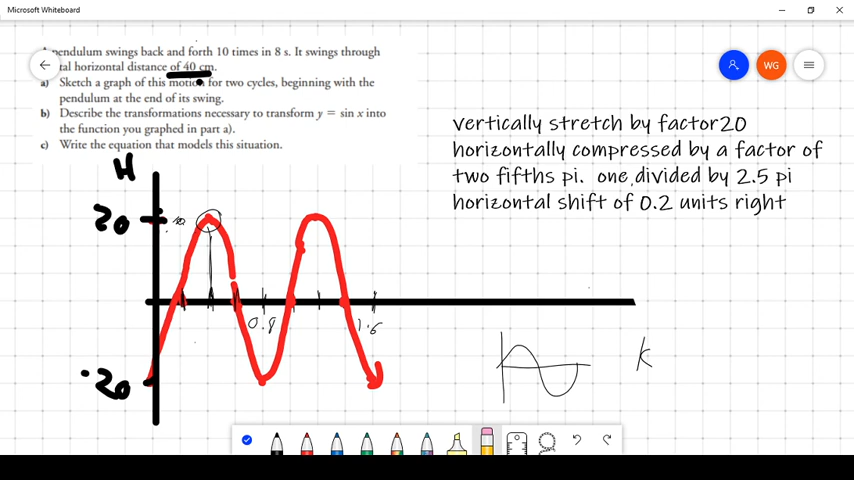 Microsoft Whiteboard
pendulum swings back and forth 10 times in 8 s. It swings through
tal horizontal distance of 40 cm.
a) Sketch a graph of this motion for two cycles, beginning with the
pendulum at the end of its swing.
b) Describe the transformations necessary to transform y = sin x into
the function you graphed in part a).
c) Write the equation that models this situation.
WG
vertically stretch by factor20
horizontally compressed by a factor of
two fifths pi. one,divided by 2.5 pi
horizontal shift of 0.2 units right
H
20
0.8
1.6
-20
K